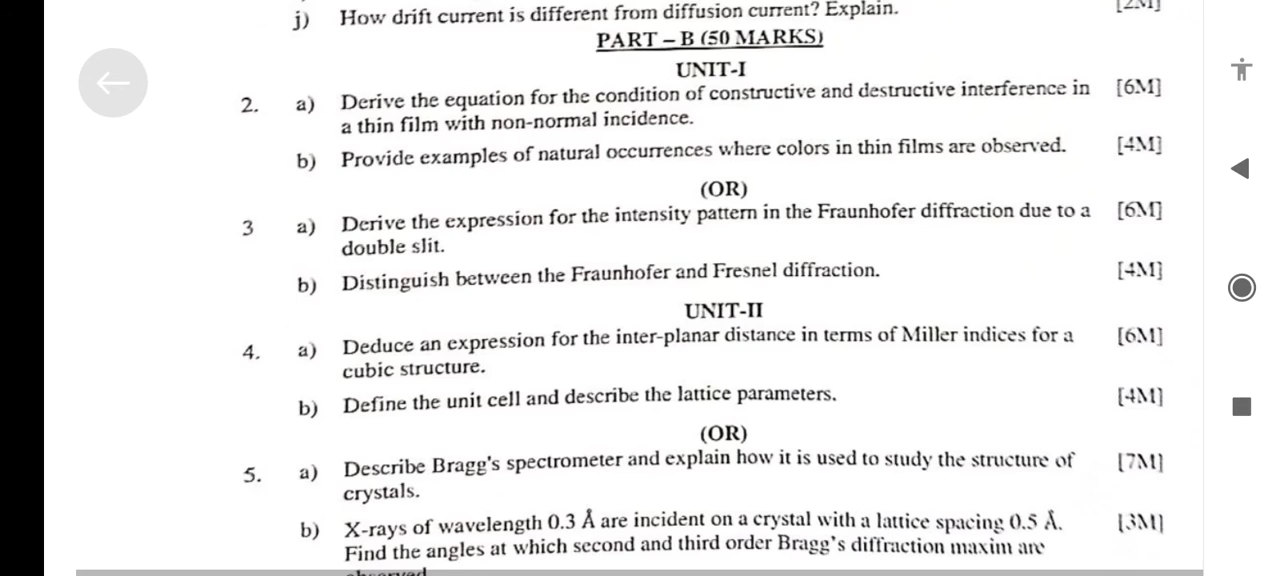 j) How drift current is different from diffusion current? Explain. [2M]
PART – B (50 MARKS)
UNIT-I
2. a) Derive the equation for the condition of constructive and destructive interference in [6M]
a thin film with non-normal incidence.
b) Provide examples of natural occurrences where colors in thin films are observed. [4M]
(OR)
3 a) Derive the expression for the intensity pattern in the Fraunhofer diffraction due to a [6M]
double slit.
b) Distinguish between the Fraunhofer and Fresnel diffraction. [4M]
UNIT-II
4. a) Deduce an expression for the inter-planar distance in terms of Miller indices for a [6M]
cubic structure.
b) Define the unit cell and describe the lattice parameters. [4M]
(OR)
5. a) Describe Bragg's spectrometer and explain how it is used to study the structure of [7M]
crystals.
b) X-rays of wavelength 0.3 Å are incident on a crystal with a lattice spacing 0.5 Å. [3M]
Find the angles at which second and third order Bragg's diffraction maxim are
observed